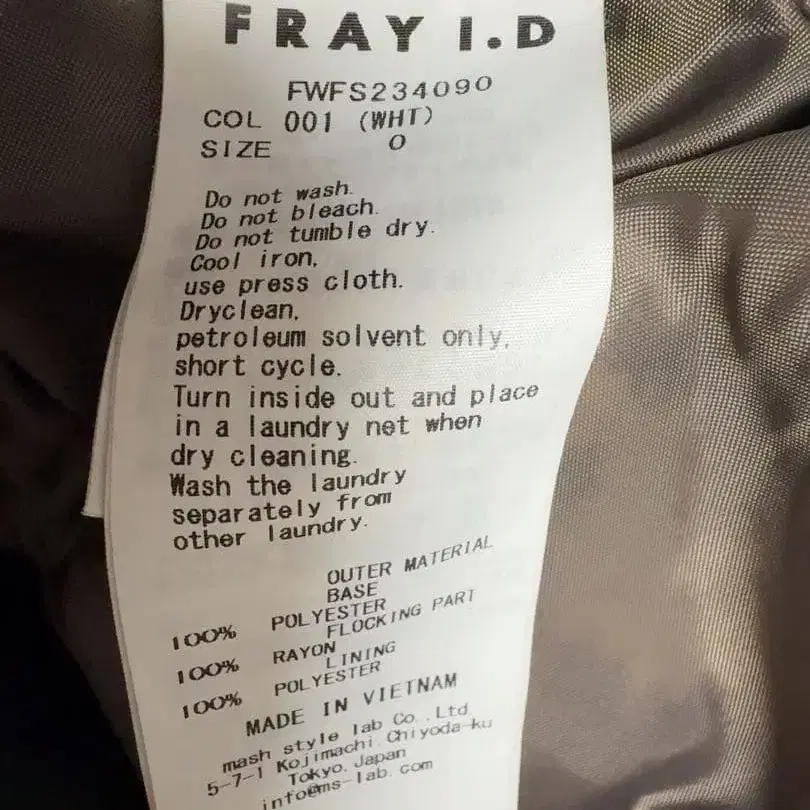 FRAY I.D
FWFS234090
COL 001 (WHT)
SIZE 0
Do not wash.
Do not bleach.
Do not tumble dry.
Cool iron,
use press cloth.
Dryclean,
petroleum solvent only,
short cycle.
Turn inside out and place
in a laundry net when
dry cleaning.
Wash the laundry
separately from
other laundry.
OUTER MATERIAL
BASE
100% POLYESTER
FLOCKING PART
100% RAYON
LINING
100% POLYESTER
MADE IN VIETNAM
mash style lab Co.,Ltd.
5-7-1 Kojimachi.Chiyoda-ku
Tokyo.Japan
info@ms-lab.com